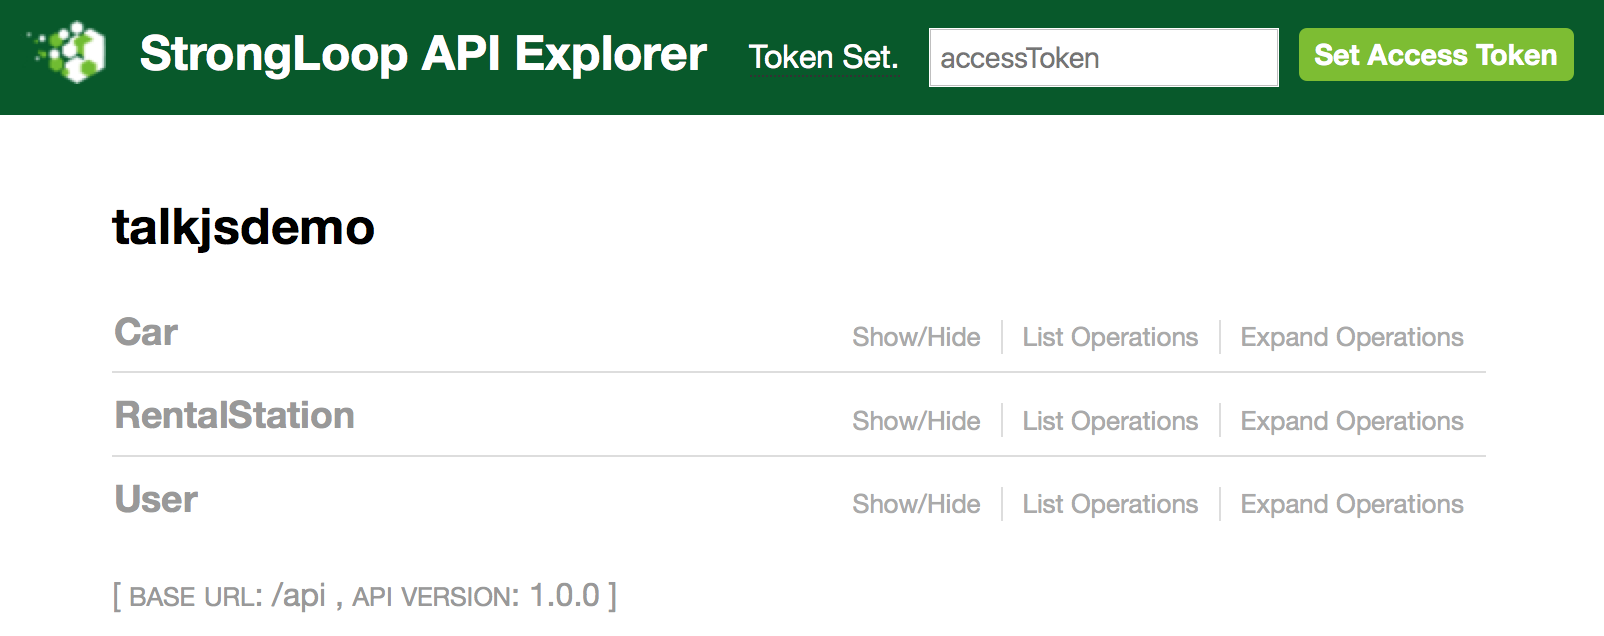 StrongLoop API Explorer Token Set. accessToken Set Access Token
talkjsdemo
Car Show/Hide List Operations Expand Operations
RentalStation Show/Hide List Operations Expand Operations
User Show/Hide List Operations Expand Operations
[ BASE URL: /api , API VERSION: 1.0.0 ]